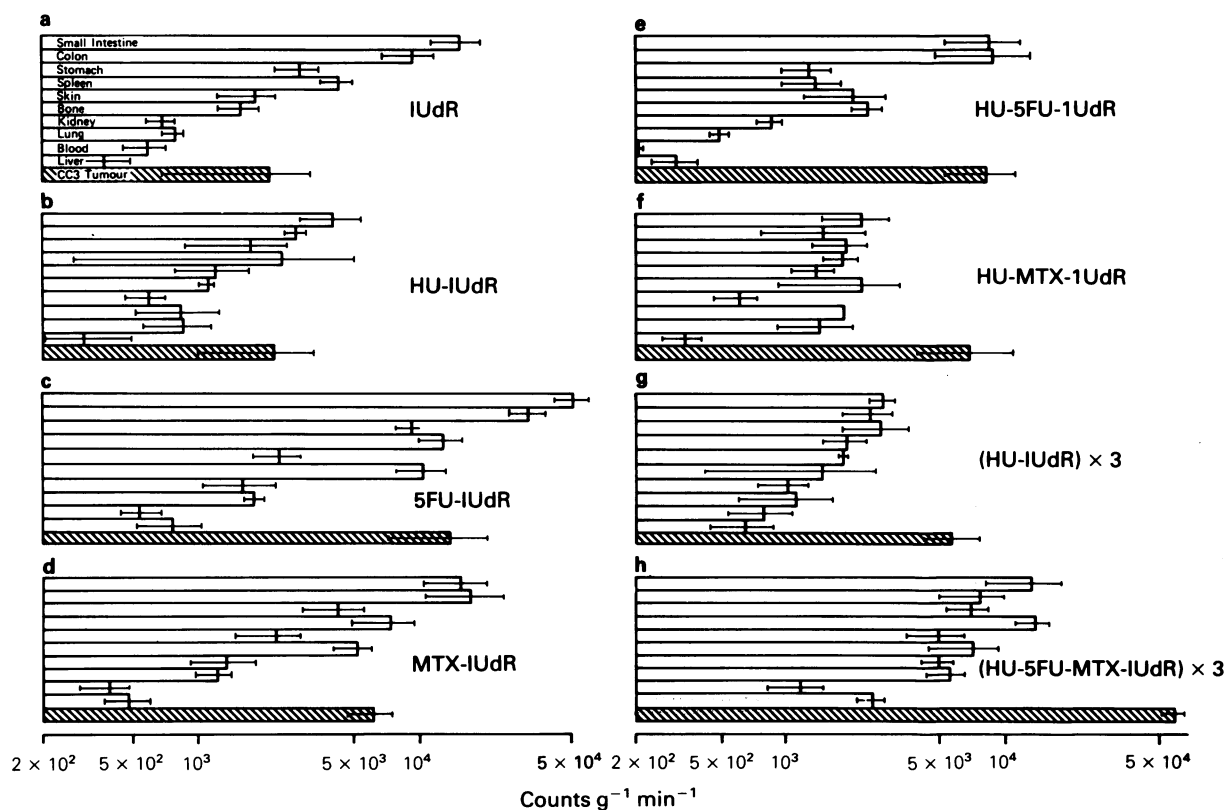 a
Small Intestine
Colon
Stomach
Spleen
Skin
Bone
Kidney
Lung
Blood
Liver
CC3 Tumour
IUdR
b
HU-IUdR
c
5FU-IUdR
d
MTX-IUdR
2 × 10² 5 × 10² 10³ 5 × 10³ 10⁴ 5 × 10⁴
e
HU-5FU-1UdR
f
HU-MTX-1UdR
g
(HU-IUdR) × 3
h
(HU-5FU-MTX-IUdR) × 3
2 × 10² 5 × 10² 10³ 5 × 10³ 10⁴ 5 × 10⁴
Counts g⁻¹ min⁻¹